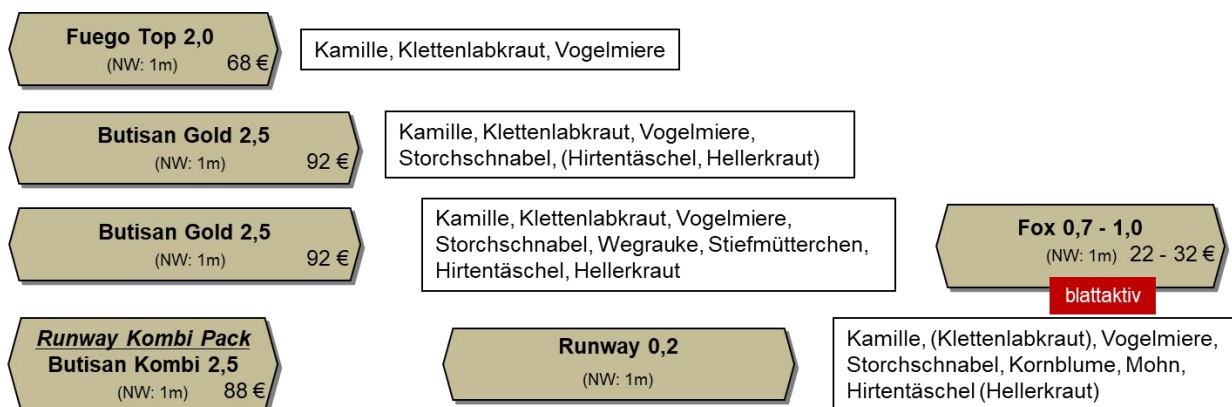 Fuego Top 2,0
(NW: 1m) 68 €
Kamille, Klettenlabkraut, Vogelmiere
Butisan Gold 2,5
(NW: 1m) 92 €
Kamille, Klettenlabkraut, Vogelmiere,
Storchschnabel, (Hirtentäschel, Hellerkraut)
Butisan Gold 2,5
(NW: 1m) 92 €
Kamille, Klettenlabkraut, Vogelmiere,
Storchschnabel, Wegrauke, Stiefmütterchen,
Hirtentäschel, Hellerkraut
Fox 0,7 - 1,0
(NW: 1m) 22 - 32 €
blattaktiv
Runway Kombi Pack
Butisan Kombi 2,5
(NW: 1m) 88 €
Runway 0,2
(NW: 1m)
Kamille, (Klettenlabkraut), Vogelmiere,
Storchschnabel, Kornblume, Mohn,
Hirtentäschel (Hellerkraut)